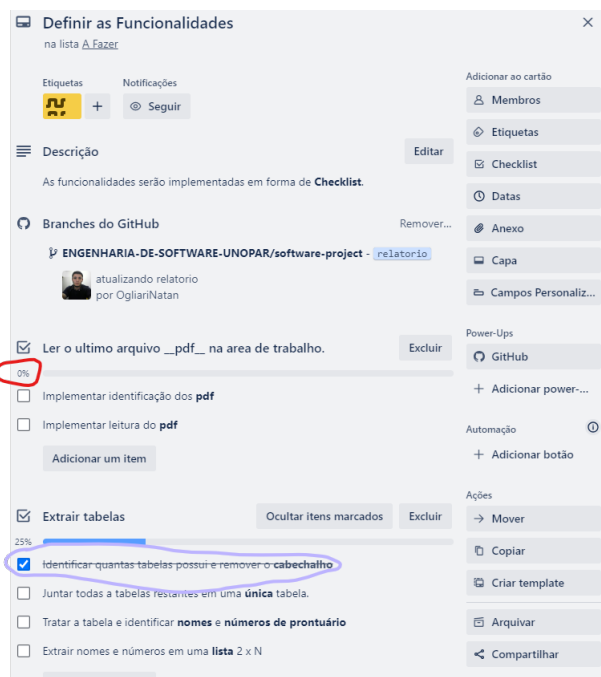 Definir as Funcionalidades
na lista A Fazer
Etiquetas
Notificações
Seguir
Descrição
Editar
As funcionalidades serão implementadas em forma de Checklist.
Branches do GitHub
Remover...
ENGENHARIA-DE-SOFTWARE-UNOPAR/software-project - relatorio
atualizando relatorio
por OgliariNatan
Ler o ultimo arquivo __pdf__ na area de trabalho.
Excluir
0%
Implementar identificação dos pdf
Implementar leitura do pdf
Adicionar um item
Extrair tabelas
Ocultar itens marcados
Excluir
25%
Identificar quantas tabelas possui e remover o cabechalho
Juntar todas a tabelas restantes em uma única tabela.
Tratar a tabela e identificar nomes e números de prontuário
Extrair nomes e números em uma lista 2 x N
Adicionar ao cartão
Membros
Etiquetas
Checklist
Datas
Anexo
Capa
Campos Personaliz...
Power-Ups
GitHub
+ Adicionar power-...
Automação
+ Adicionar botão
Ações
Mover
Copiar
Criar template
Arquivar
Compartilhar